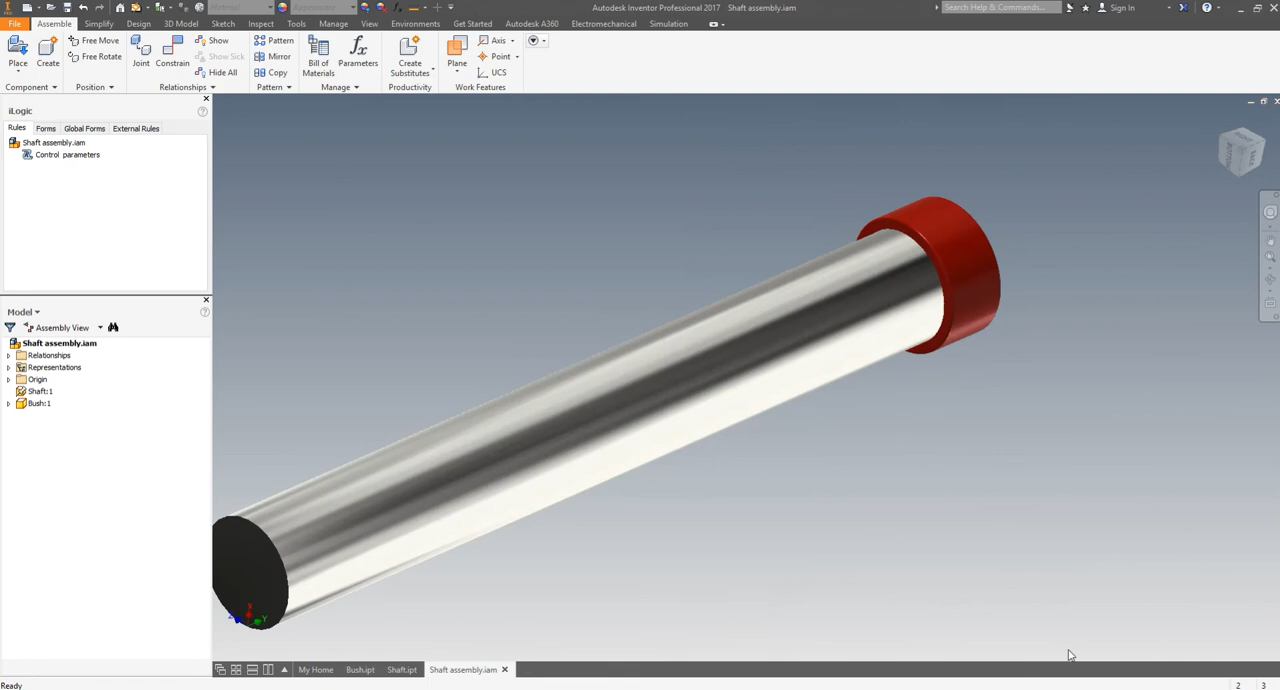 Material
Appearance
Autodesk Inventor Professional 2017 Shaft assembly.iam
Search Help & Commands...
Sign In
File Assemble Simplify Design 3D Model Sketch Inspect Tools Manage View Environments Get Started Autodesk A360 Electromechanical Simulation
Place
Create
Free Move
Free Rotate
Joint
Constrain
Show
Show Sick
Hide All
Pattern
Mirror
Copy
Bill of
Materials
Parameters
Create
Substitutes
Plane
Axis
Point
UCS
Component Position Relationships Pattern Manage Productivity Work Features
iLogic
Rules Forms Global Forms External Rules
Shaft assembly.iam
Control parameters
Model
Assembly View
Shaft assembly.iam
Relationships
Representations
Origin
Shaft:1
Bush:1
BOTTOM
BACK
X
Y
My Home Bush.ipt Shaft.ipt Shaft assembly.iam
Ready
2 3